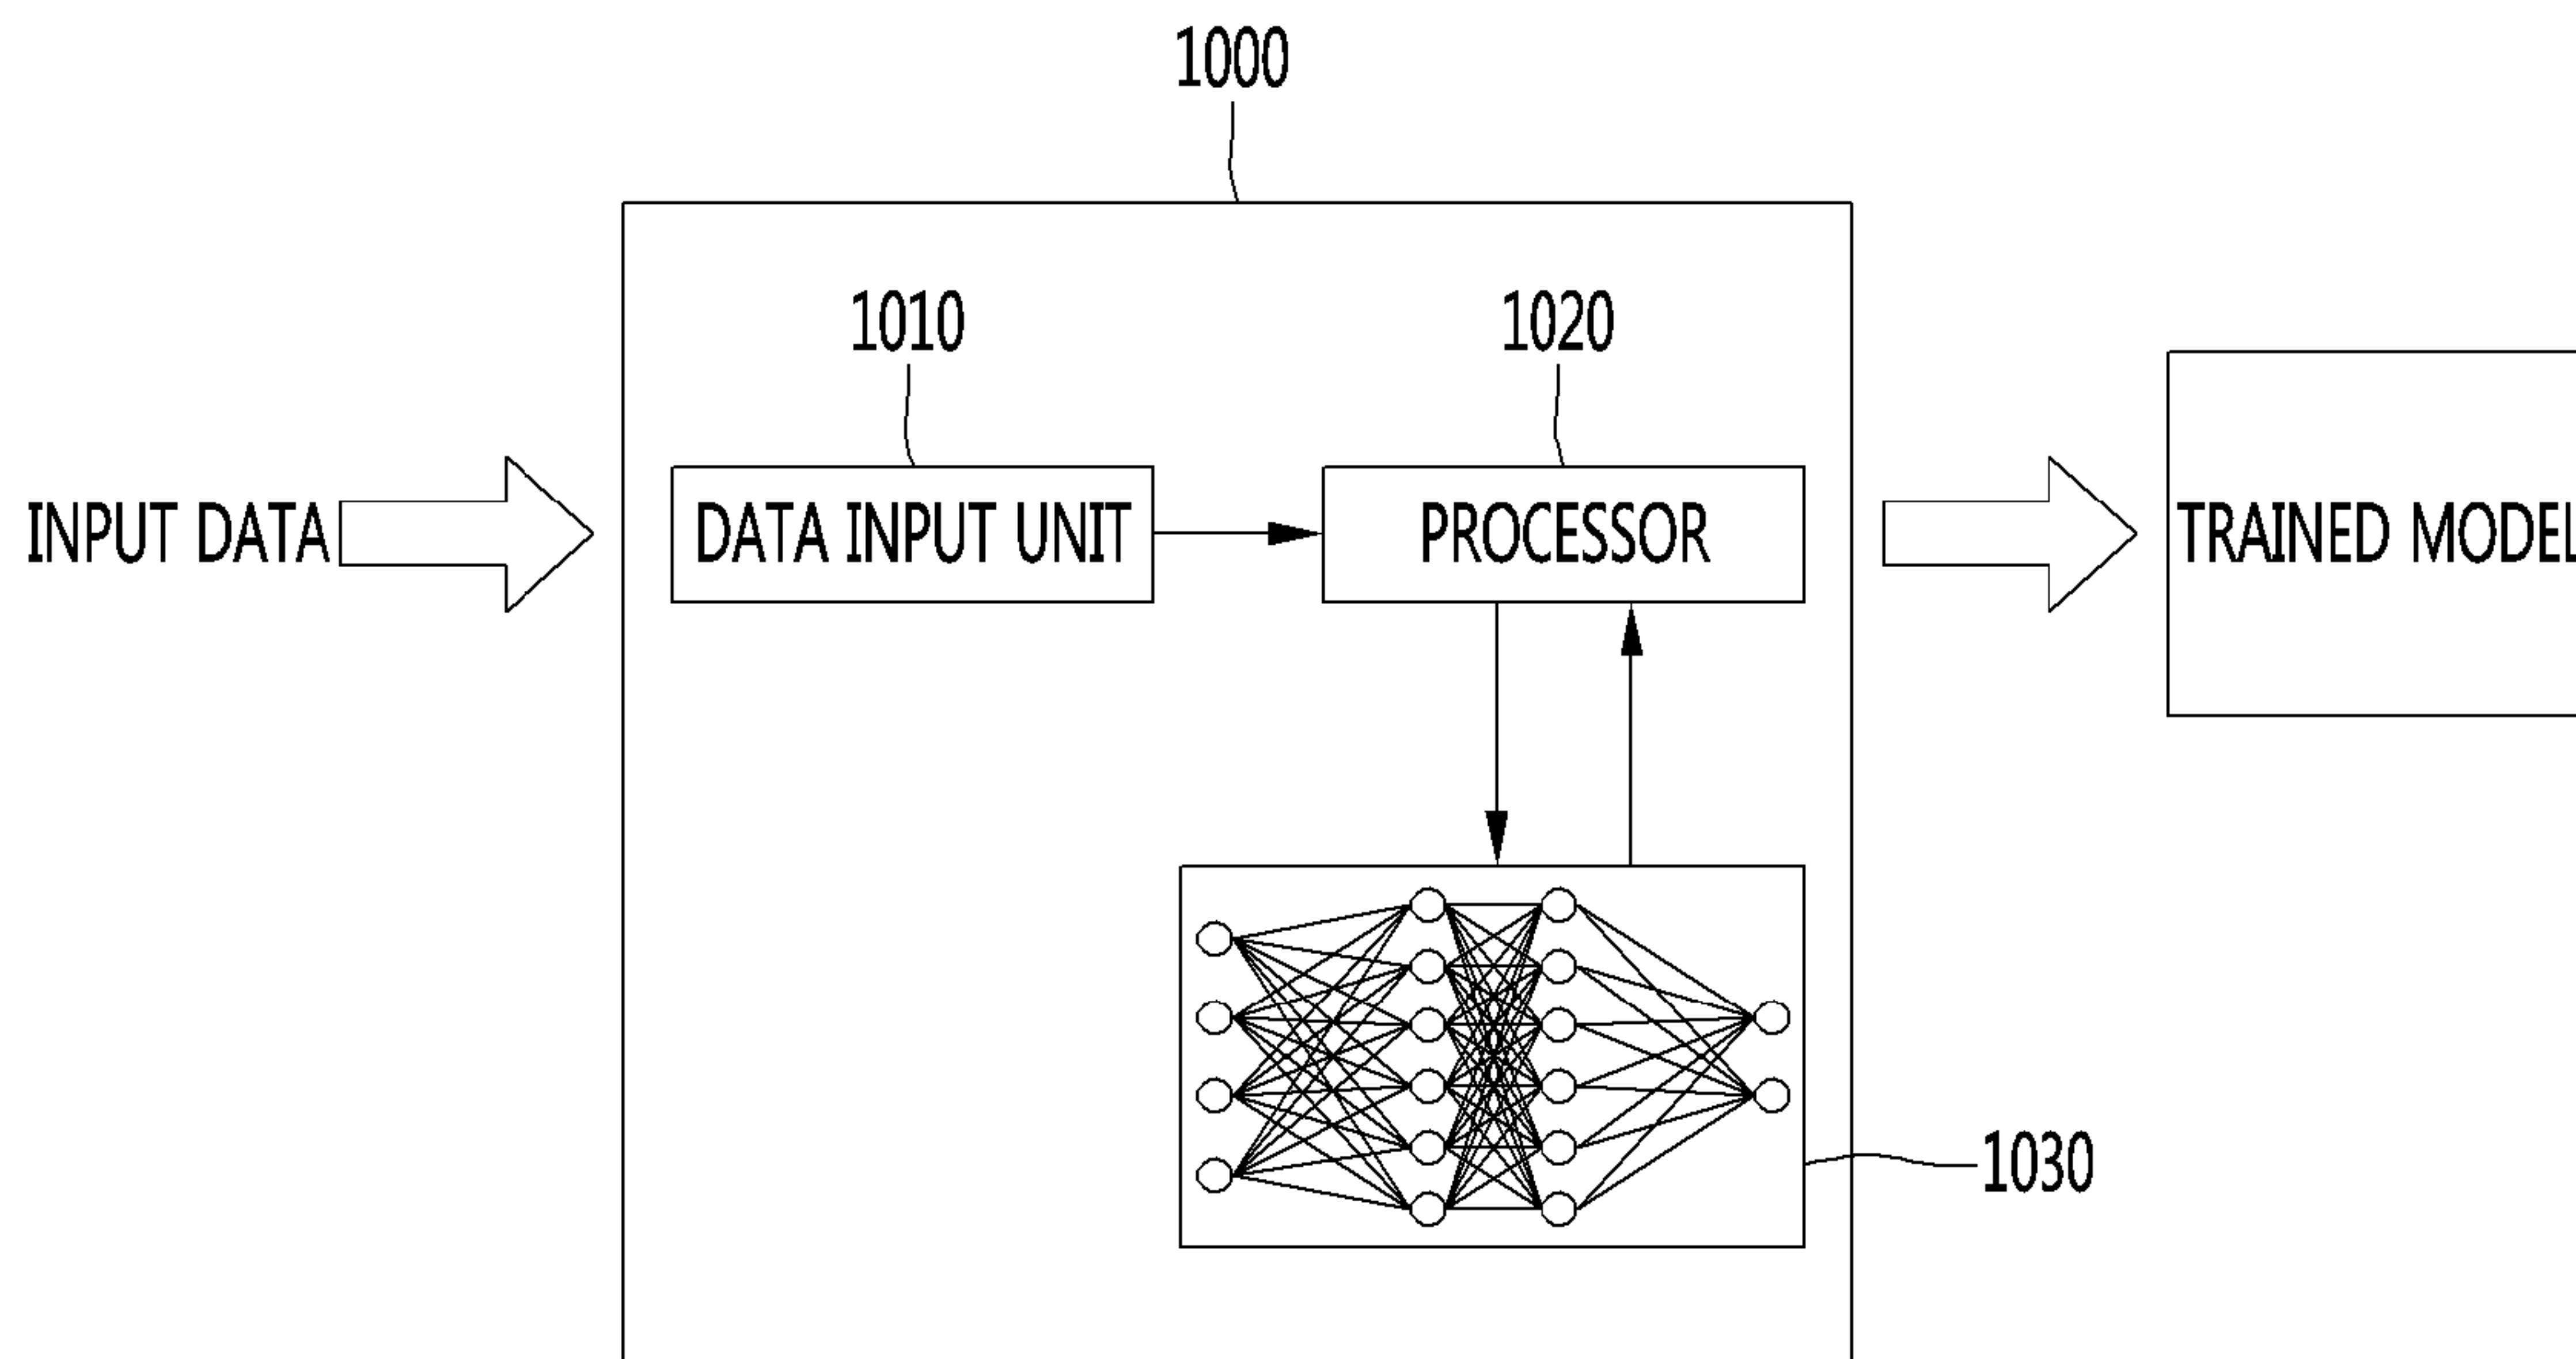 1000
1010
1020
INPUT DATA
DATA INPUT UNIT
PROCESSOR
TRAINED MODEL
1030